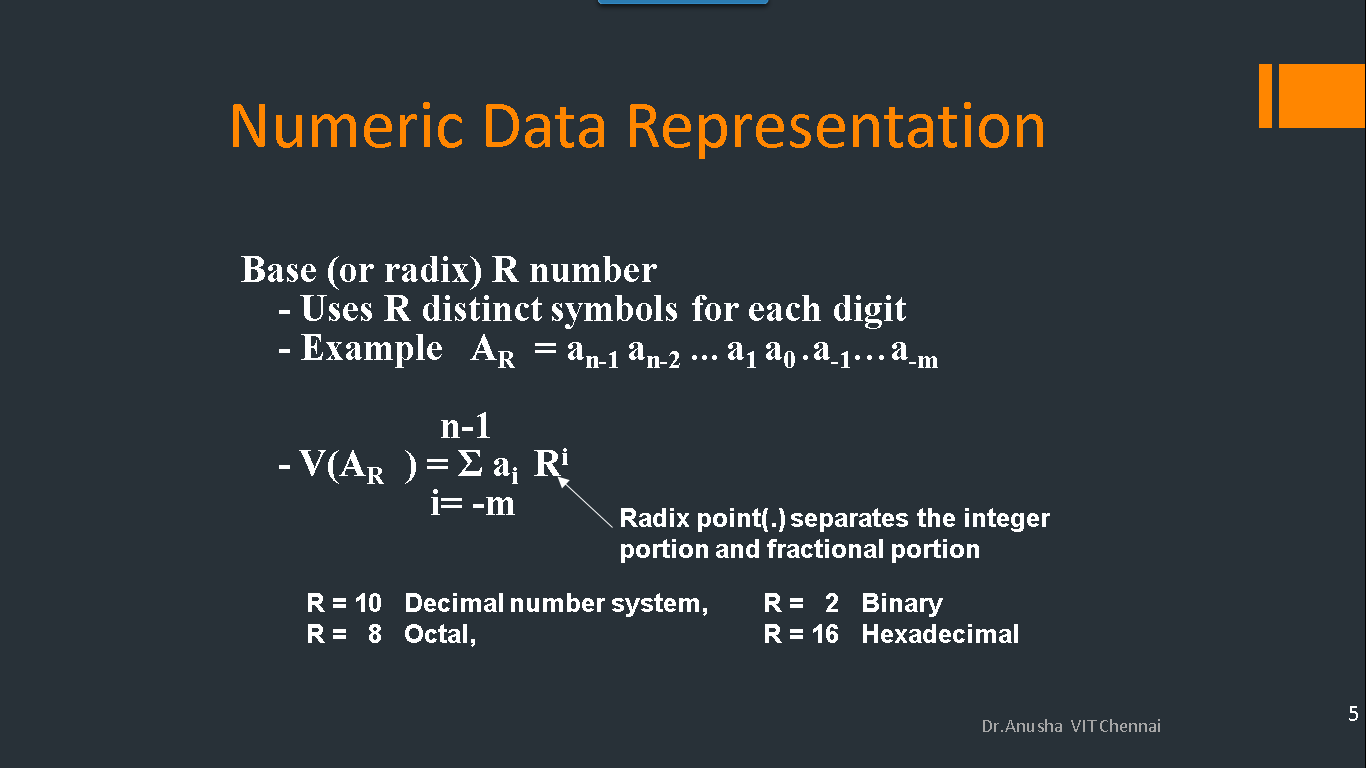 Numeric Data Representation
Base (or radix) R number
- Uses R distinct symbols for each digit
- Example A_R = a_n-1 a_n-2 ... a_1 a_0 .a_-1…a_-m
n-1
- V(A_R ) = Σ a_i R^i
i= -m
Radix point(.) separates the integer
portion and fractional portion
R = 10 Decimal number system, R = 2 Binary
R = 8 Octal, R = 16 Hexadecimal
Dr.Anusha VIT Chennai
5